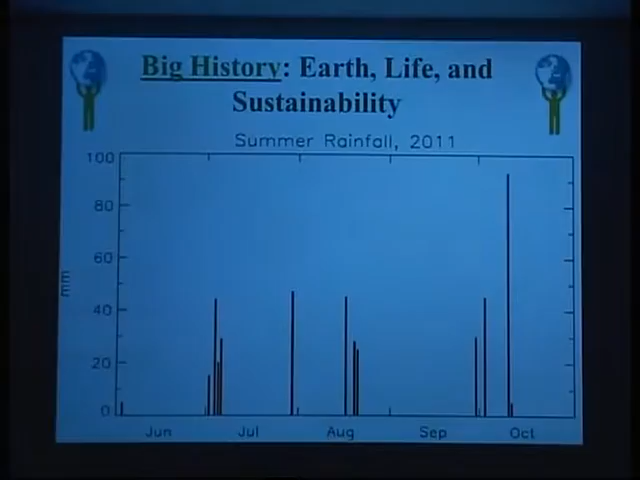 Big History: Earth, Life, and
Sustainability
Summer Rainfall, 2011
100
80
60
40
20
0
mm
Jun Jul Aug Sep Oct